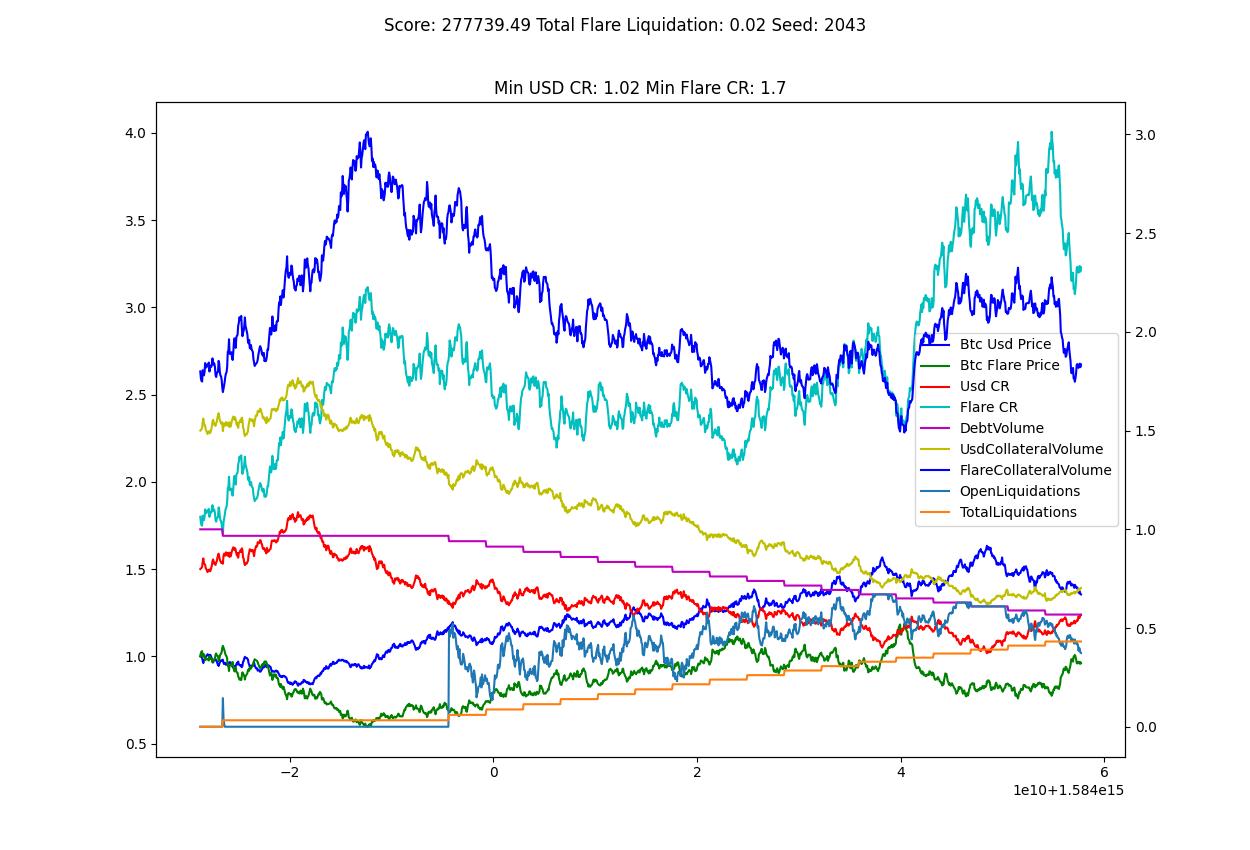 Score: 277739.49 Total Flare Liquidation: 0.02 Seed: 2043
Min USD CR: 1.02 Min Flare CR: 1.7
4.0
3.5
3.0
2.5
2.0
1.5
1.0
0.5
3.0
2.5
2.0
1.5
1.0
0.5
0.0
Btc Usd Price
Btc Flare Price
Usd CR
Flare CR
DebtVolume
UsdCollateralVolume
FlareCollateralVolume
OpenLiquidations
TotalLiquidations
−2 0 2 4 6
1e10+1.584e15